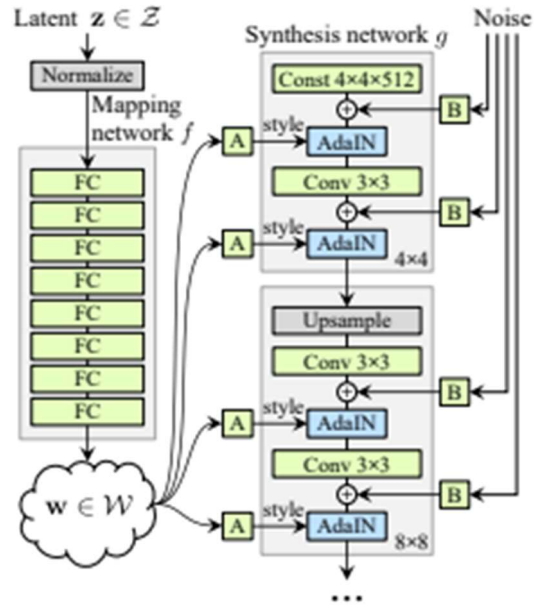 Latent z ∈ Z
Normalize
Mapping
network f
FC
FC
FC
FC
FC
FC
FC
FC
w ∈ W
Synthesis network g
Noise
Const 4×4×512
B
A
style
AdaIN
Conv 3×3
B
A
style
AdaIN
4×4
Upsample
Conv 3×3
B
A
style
AdaIN
Conv 3×3
B
A
style
AdaIN
8×8
...